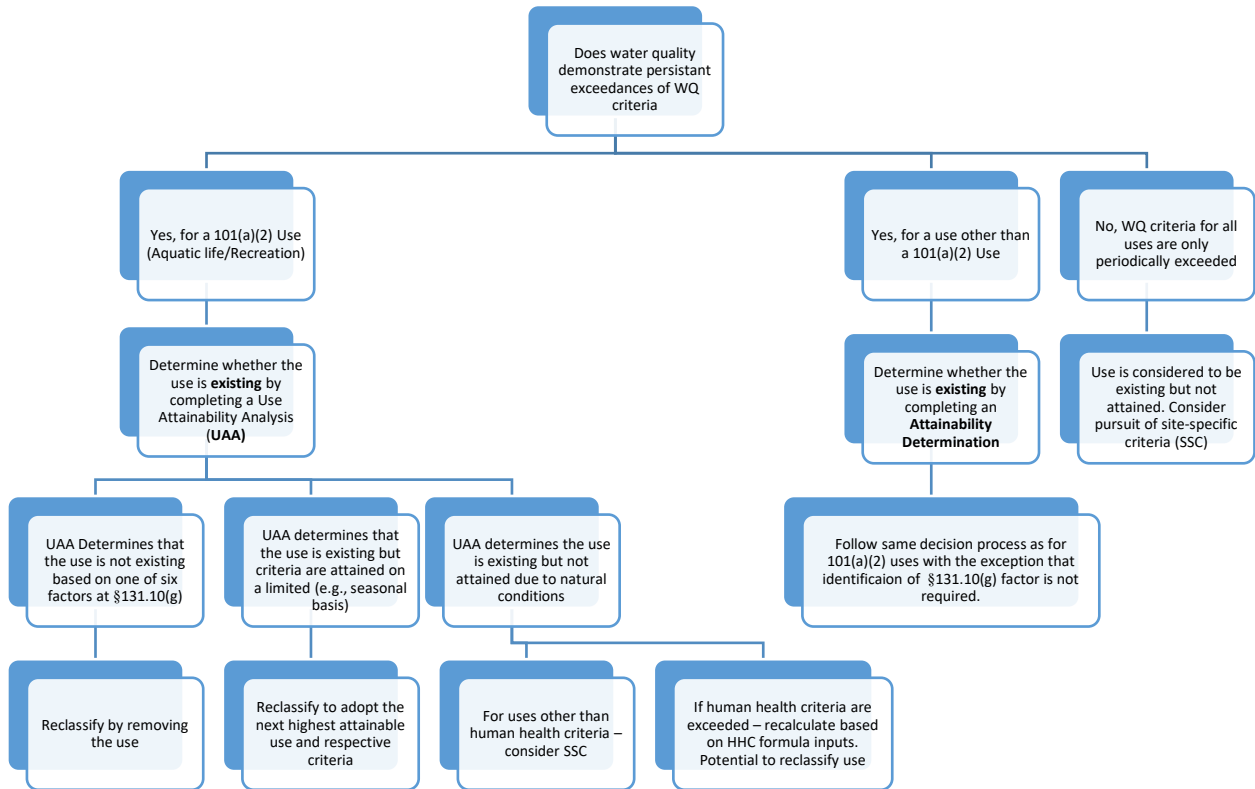 Does water quality
demonstrate persistant
exceedances of WQ
criteria
Yes, for a 101(a)(2) Use
(Aquatic life/Recreation)
Yes, for a use other than
a 101(a)(2) Use
No, WQ criteria for all
uses are only
periodically exceeded
Determine whether the
use is existing by
completing a Use
Attainability Analysis
(UAA)
Determine whether the
use is existing by
completing an
Attainability
Determination
Use is considered to be
existing but not
attained. Consider
pursuit of site-specific
criteria (SSC)
UAA Determines that
the use is not existing
based on one of six
factors at §131.10(g)
UAA determines that
the use is existing but
criteria are attained on
a limited (e.g., seasonal
basis)
UAA determines the use
is existing but not
attained due to natural
conditions
Follow same decision process as for
101(a)(2) uses with the exception that
identificaion of §131.10(g) factor is not
required.
Reclassify by removing
the use
Reclassify to adopt the
next highest attainable
use and respective
criteria
For uses other than
human health criteria –
consider SSC
If human health criteria are
exceeded – recalculate based
on HHC formula inputs.
Potential to reclassify use